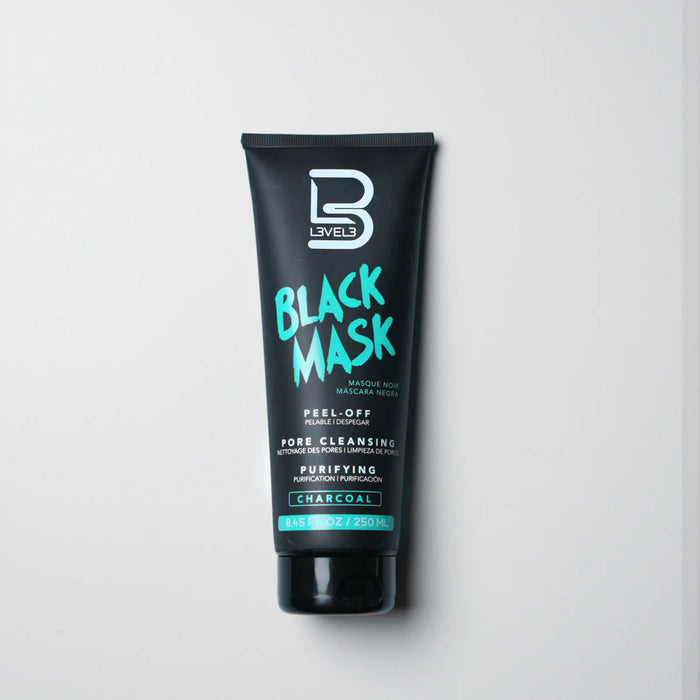 L3VEL3
BLACK
MASK
MASQUE NOIR
MÁSCARA NEGRA
PEEL-OFF
PELABLE | DESPEGAR
PORE CLEANSING
NETTOYAGE DES PORES | LIMPIEZA DE POROS
PURIFYING
PURIFICATION | PURIFICACIÓN
CHARCOAL
8.45 FL OZ / 250 ML